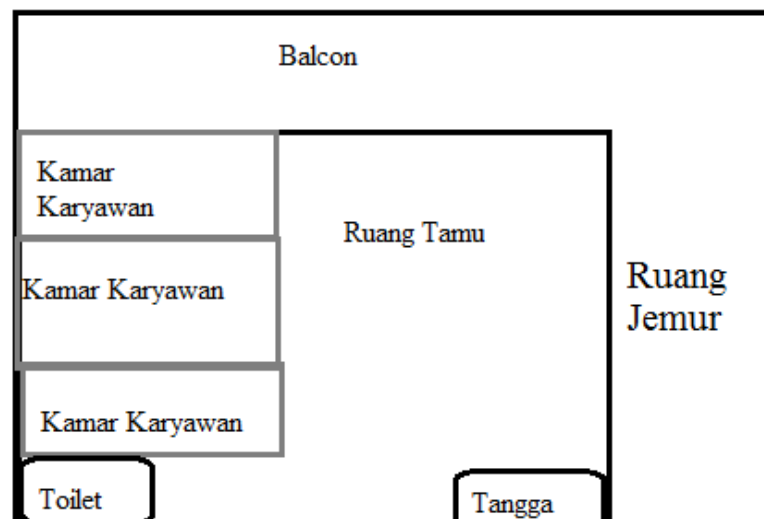 Balcon
Kamar
Karyawan
Ruang Tamu
Kamar Karyawan
Ruang
Jemur
Kamar Karyawan
Toilet
Tangga